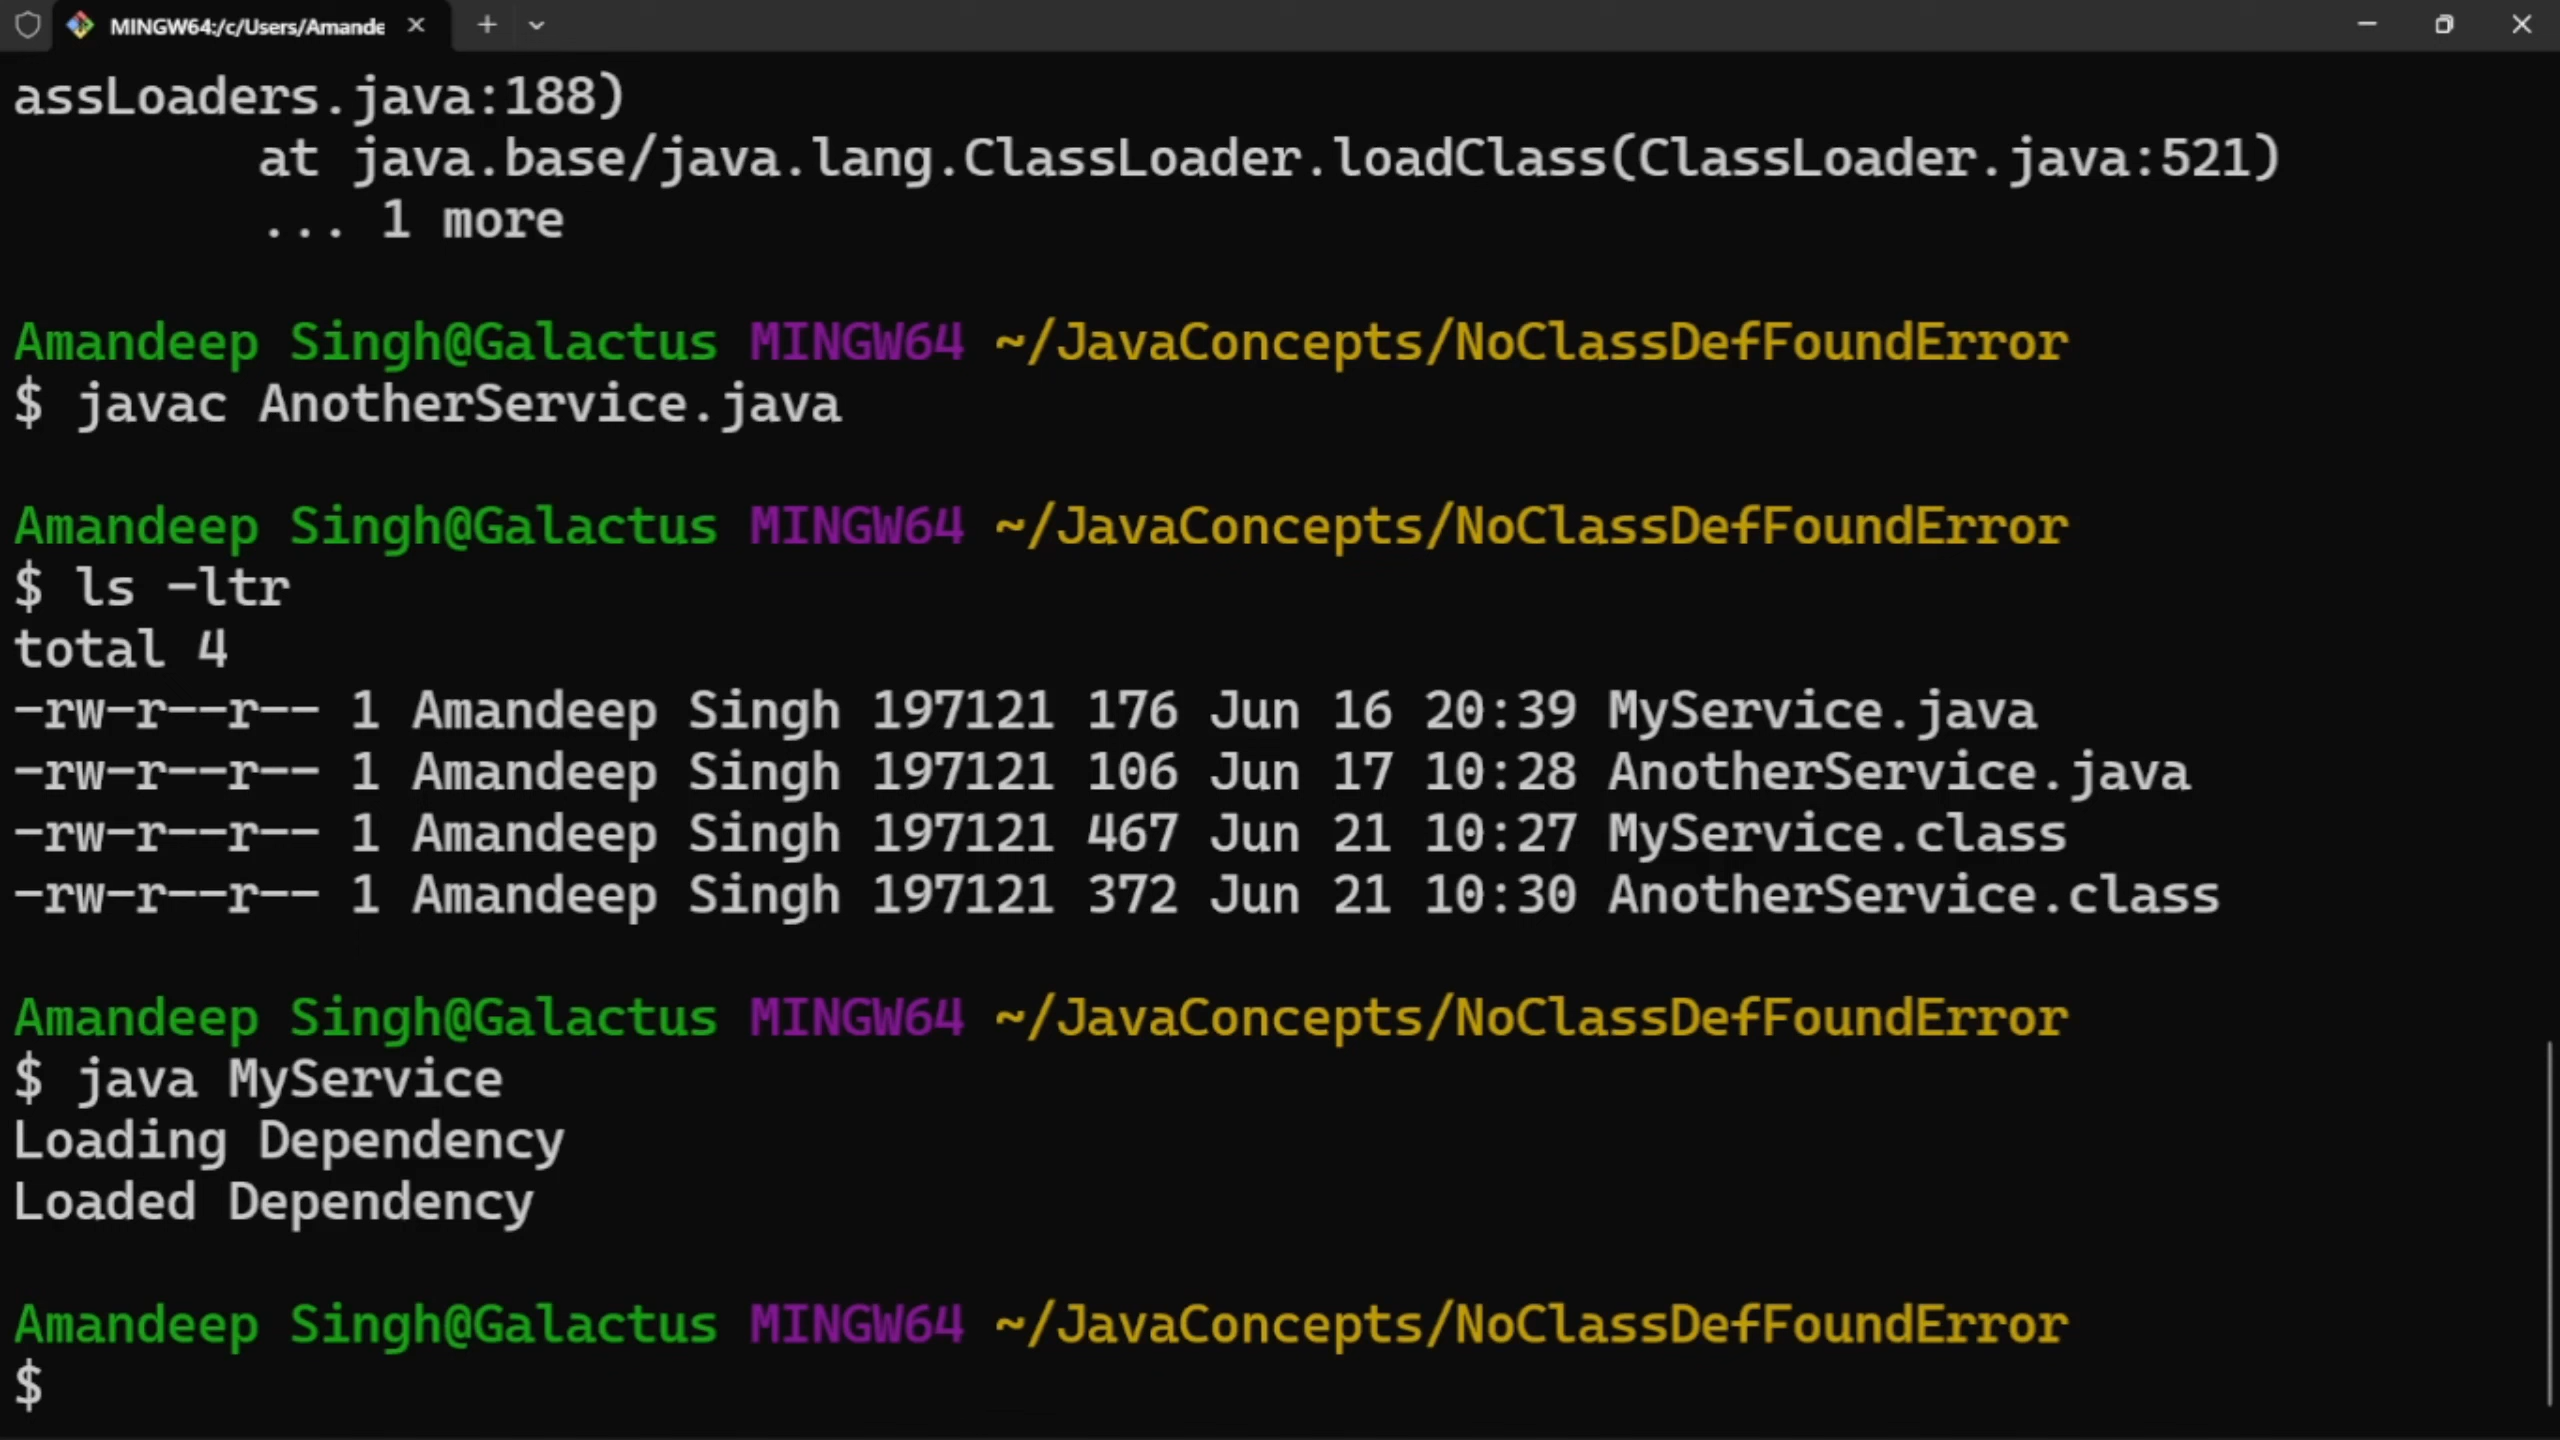 MINGW64:/c/Users/Amande
assLoaders.java:188)
at java.base/java.lang.ClassLoader.loadClass(ClassLoader.java:521)
... 1 more
Amandeep Singh@Galactus MINGW64 ~/JavaConcepts/NoClassDefFoundError
$ javac AnotherService.java
Amandeep Singh@Galactus MINGW64 ~/JavaConcepts/NoClassDefFoundError
$ ls -ltr
total 4
-rw-r--r-- 1 Amandeep Singh 197121 176 Jun 16 20:39 MyService.java
-rw-r--r-- 1 Amandeep Singh 197121 106 Jun 17 10:28 AnotherService.java
-rw-r--r-- 1 Amandeep Singh 197121 467 Jun 21 10:27 MyService.class
-rw-r--r-- 1 Amandeep Singh 197121 372 Jun 21 10:30 AnotherService.class
Amandeep Singh@Galactus MINGW64 ~/JavaConcepts/NoClassDefFoundError
$ java MyService
Loading Dependency
Loaded Dependency
Amandeep Singh@Galactus MINGW64 ~/JavaConcepts/NoClassDefFoundError
$